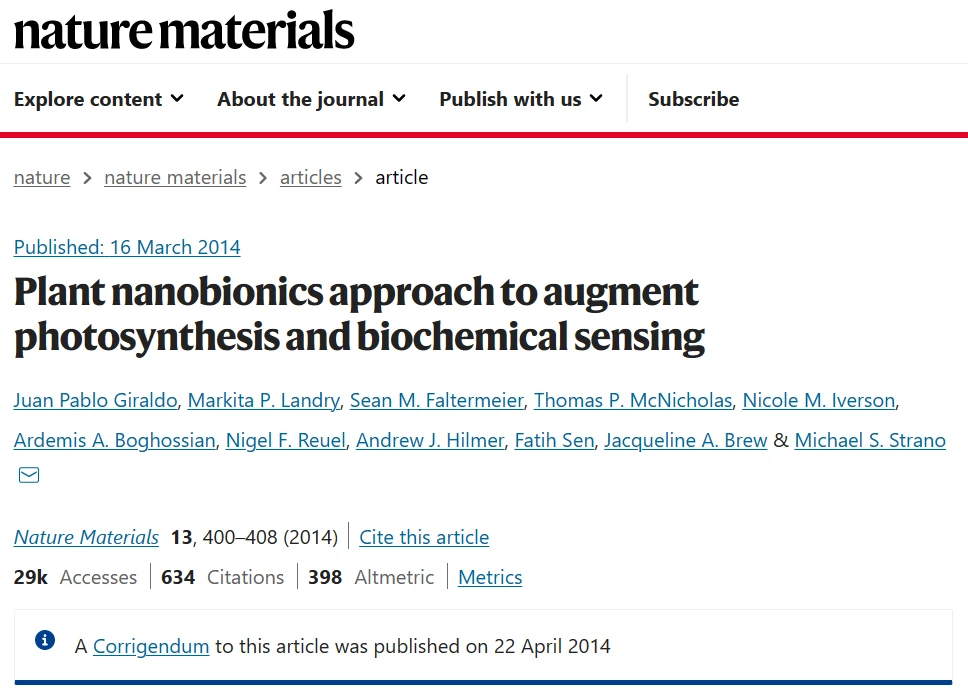 nature materials
Explore content About the journal Publish with us Subscribe
nature > nature materials > articles > article
Published: 16 March 2014
Plant nanobionics approach to augment
photosynthesis and biochemical sensing
Juan Pablo Giraldo, Markita P. Landry, Sean M. Faltermeier, Thomas P. McNicholas, Nicole M. Iverson,
Ardemis A. Boghossian, Nigel F. Reuel, Andrew J. Hilmer, Fatih Sen, Jacqueline A. Brew & Michael S. Strano
Nature Materials 13, 400–408 (2014) Cite this article
29k Accesses 634 Citations 398 Altmetric Metrics
A Corrigendum to this article was published on 22 April 2014